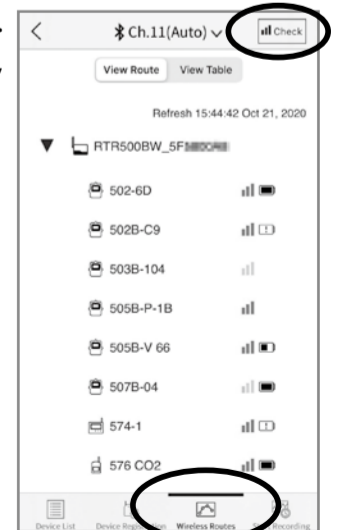 Ch.11(Auto)
Check
View Route View Table
Refresh 15:44:42 Oct 21, 2020
RTR500BW_5F
502-6D
502B-C9
503B-104
505B-P-1B
505B-V 66
507B-04
574-1
576 CO2
Device List Wireless Routes Recording